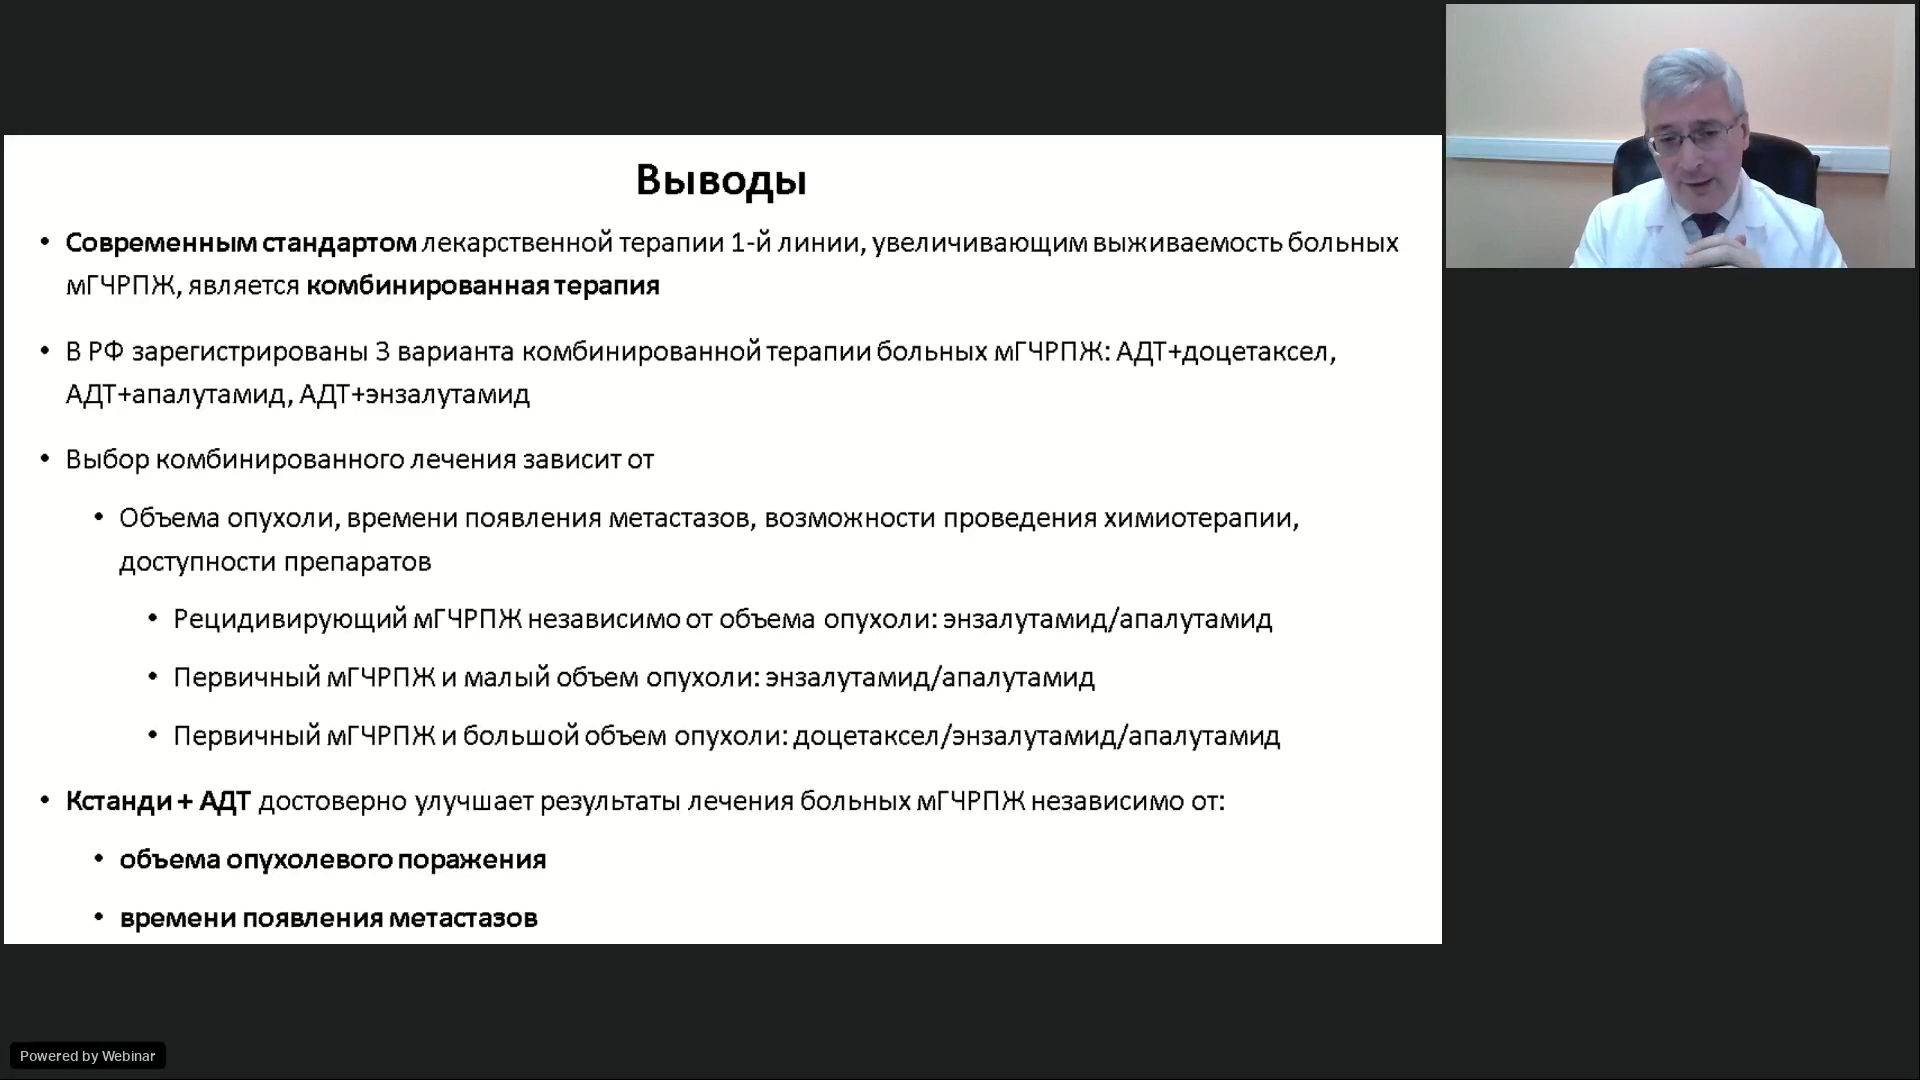 Выводы
• Современным стандартом лекарственной терапии 1-й линии, увеличивающим выживаемость больных
мГЧРПЖ, является комбинированная терапия
• В РФ зарегистрированы 3 варианта комбинированной терапии больных мГЧРПЖ: АДТ+доцетаксел,
АДТ+апалутамид, АДТ+энзалутамид
• Выбор комбинированного лечения зависит от
• Объема опухоли, времени появления метастазов, возможности проведения химиотерапии,
доступности препаратов
• Рецидивирующий мГЧРПЖ независимо от объема опухоли: энзалутамид/апалутамид
• Первичный мГЧРПЖ и малый объем опухоли: энзалутамид/апалутамид
• Первичный мГЧРПЖ и большой объем опухоли: доцетаксел/энзалутамид/апалутамид
• Кстанди + АДТ достоверно улучшает результаты лечения больных мГЧРПЖ независимо от:
• объема опухолевого поражения
• времени появления метастазов
Powered by Webinar